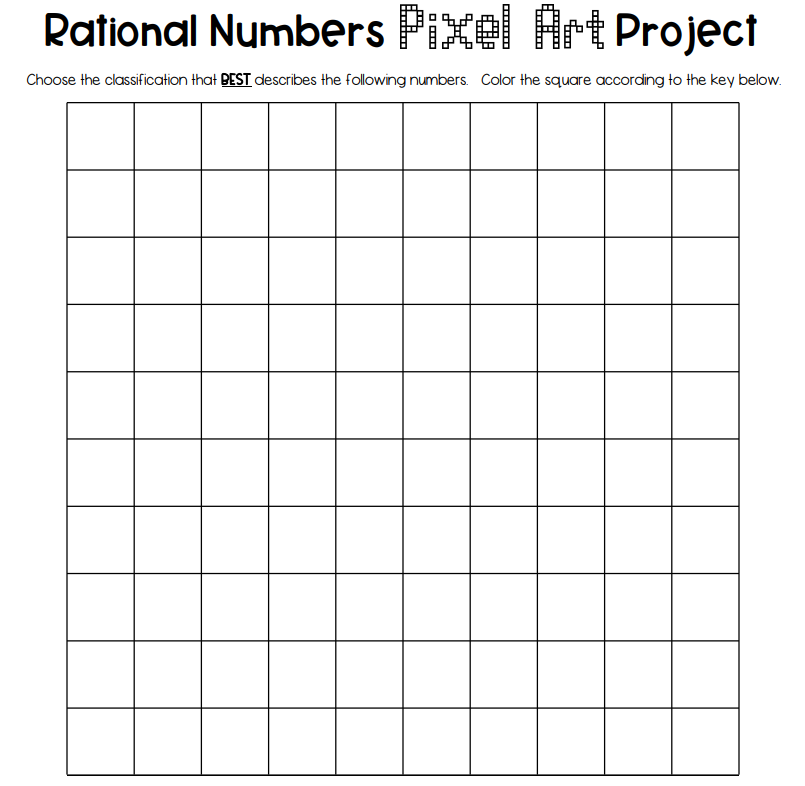 Rational Numbers Pixel Art Project
Choose the classification that BEST describes the following numbers. Color the square according to the key below.